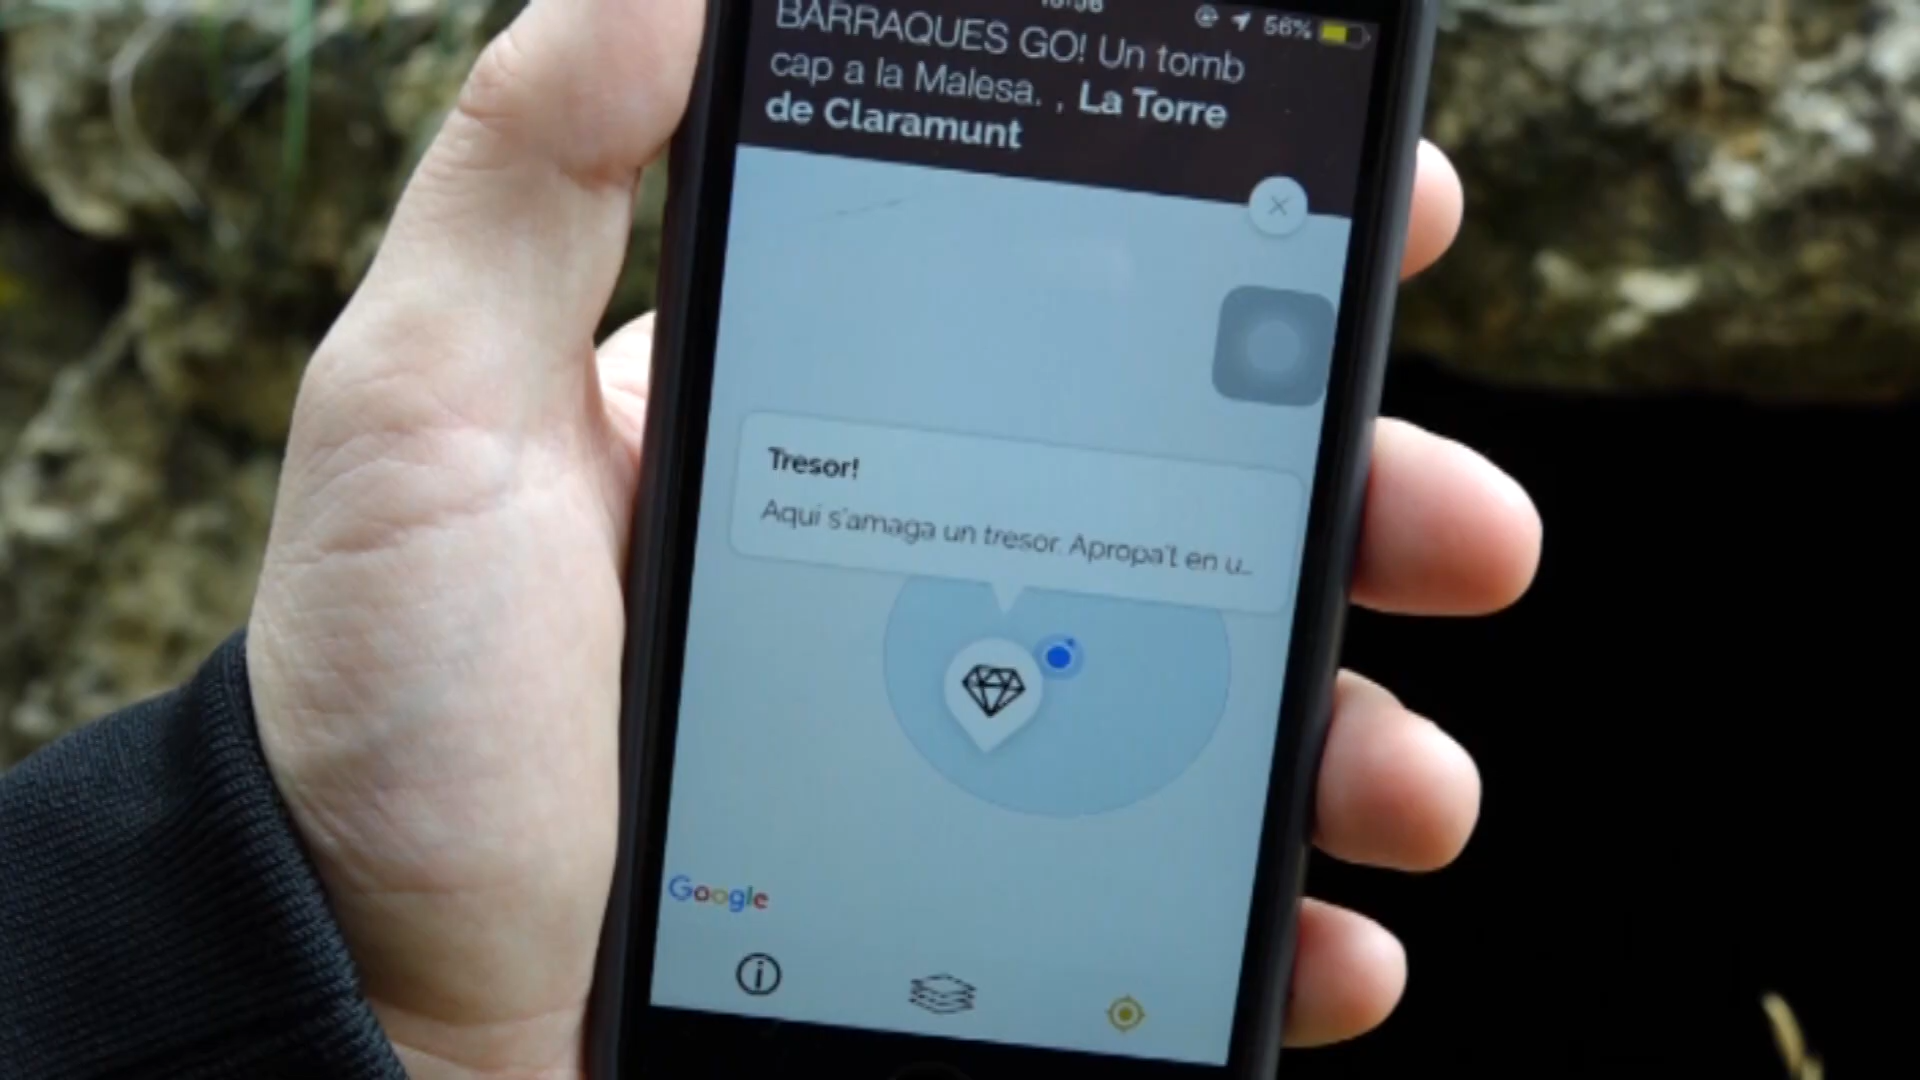 56%
BARRAQUES GO! Un tomb
cap a la Malesa. , La Torre
de Claramunt
Tresor!
Aquí s'amaga un tresor. Apropa't en u...
Google